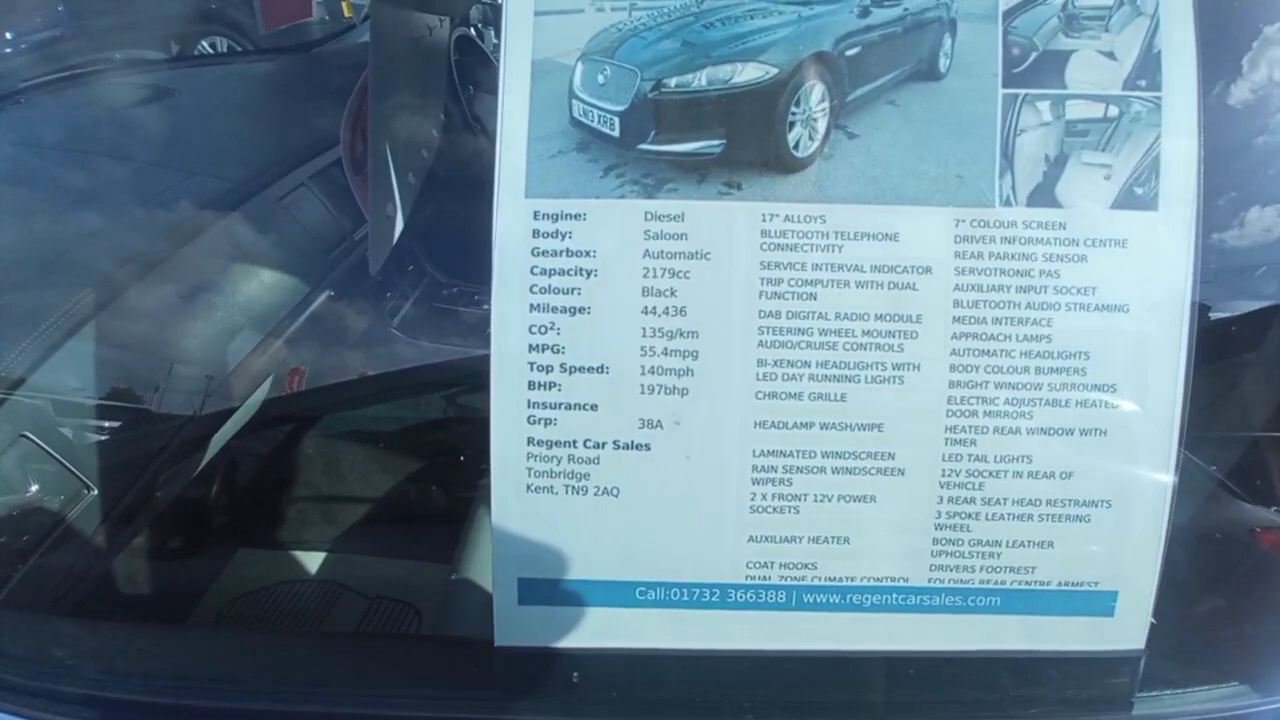 LN13 XRB
Engine: Diesel
Body: Saloon
Gearbox: Automatic
Capacity: 2179cc
Colour: Black
Mileage: 44,436
CO2: 135g/km
MPG: 55.4mpg
Top Speed: 140mph
BHP: 197bhp
Insurance
Grp: 38A
Regent Car Sales
Priory Road
Tonbridge
Kent, TN9 2AQ
17" ALLOYS
BLUETOOTH TELEPHONE
CONNECTIVITY
SERVICE INTERVAL INDICATOR
TRIP COMPUTER WITH DUAL
FUNCTION
DAB DIGITAL RADIO MODULE
STEERING WHEEL MOUNTED
AUDIO/CRUISE CONTROLS
BI-XENON HEADLIGHTS WITH
LED DAY RUNNING LIGHTS
CHROME GRILLE
HEADLAMP WASH/WIPE
LAMINATED WINDSCREEN
RAIN SENSOR WINDSCREEN
WIPERS
2 X FRONT 12V POWER
SOCKETS
AUXILIARY HEATER
COAT HOOKS
DUAL ZONE CLIMATE CONTROL
7" COLOUR SCREEN
DRIVER INFORMATION CENTRE
REAR PARKING SENSOR
SERVOTRONIC PAS
AUXILIARY INPUT SOCKET
BLUETOOTH AUDIO STREAMING
MEDIA INTERFACE
APPROACH LAMPS
AUTOMATIC HEADLIGHTS
BODY COLOUR BUMPERS
BRIGHT WINDOW SURROUNDS
ELECTRIC ADJUSTABLE HEATED
DOOR MIRRORS
HEATED REAR WINDOW WITH
TIMER
LED TAIL LIGHTS
12V SOCKET IN REAR OF
VEHICLE
3 REAR SEAT HEAD RESTRAINTS
3 SPOKE LEATHER STEERING
WHEEL
BOND GRAIN LEATHER
UPHOLSTERY
DRIVERS FOOTREST
FOLDING REAR CENTRE ARMEST
Call:01732 366388 | www.regentcarsales.com